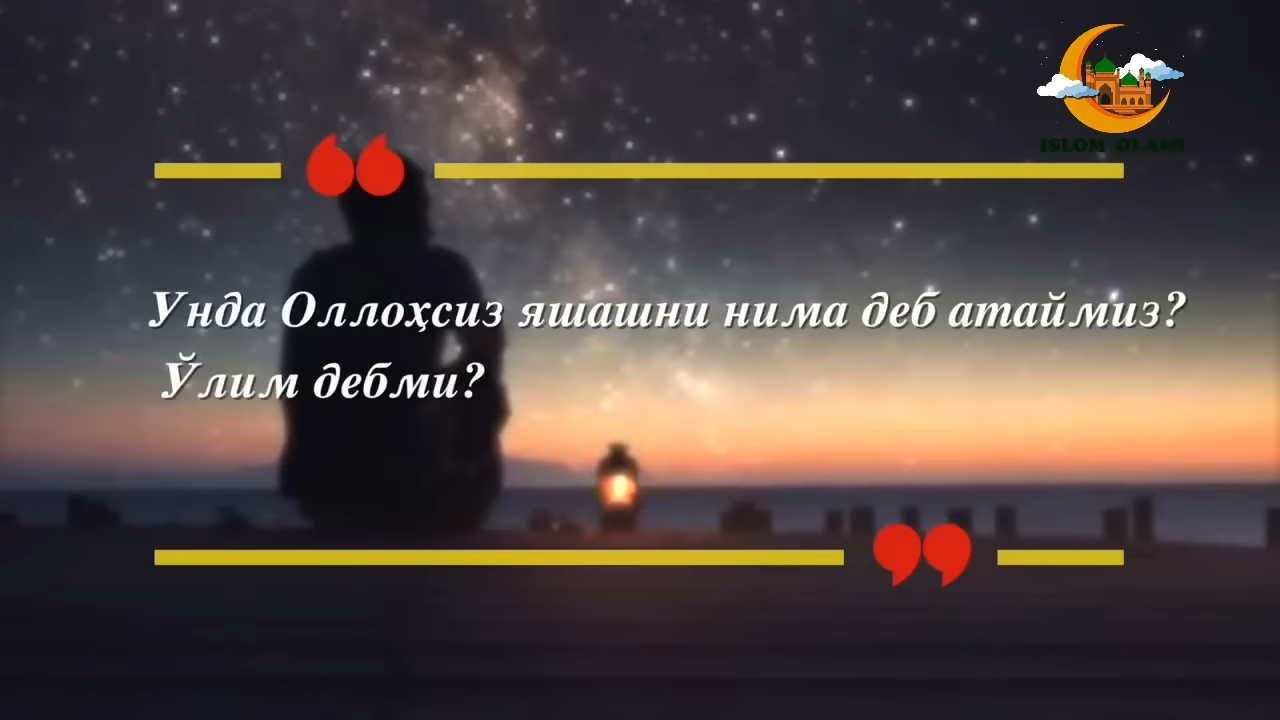 ISLOM OLAMI
Унда Оллоҳсиз яшашни нима деб атаймиз?
Ўлим дебми?